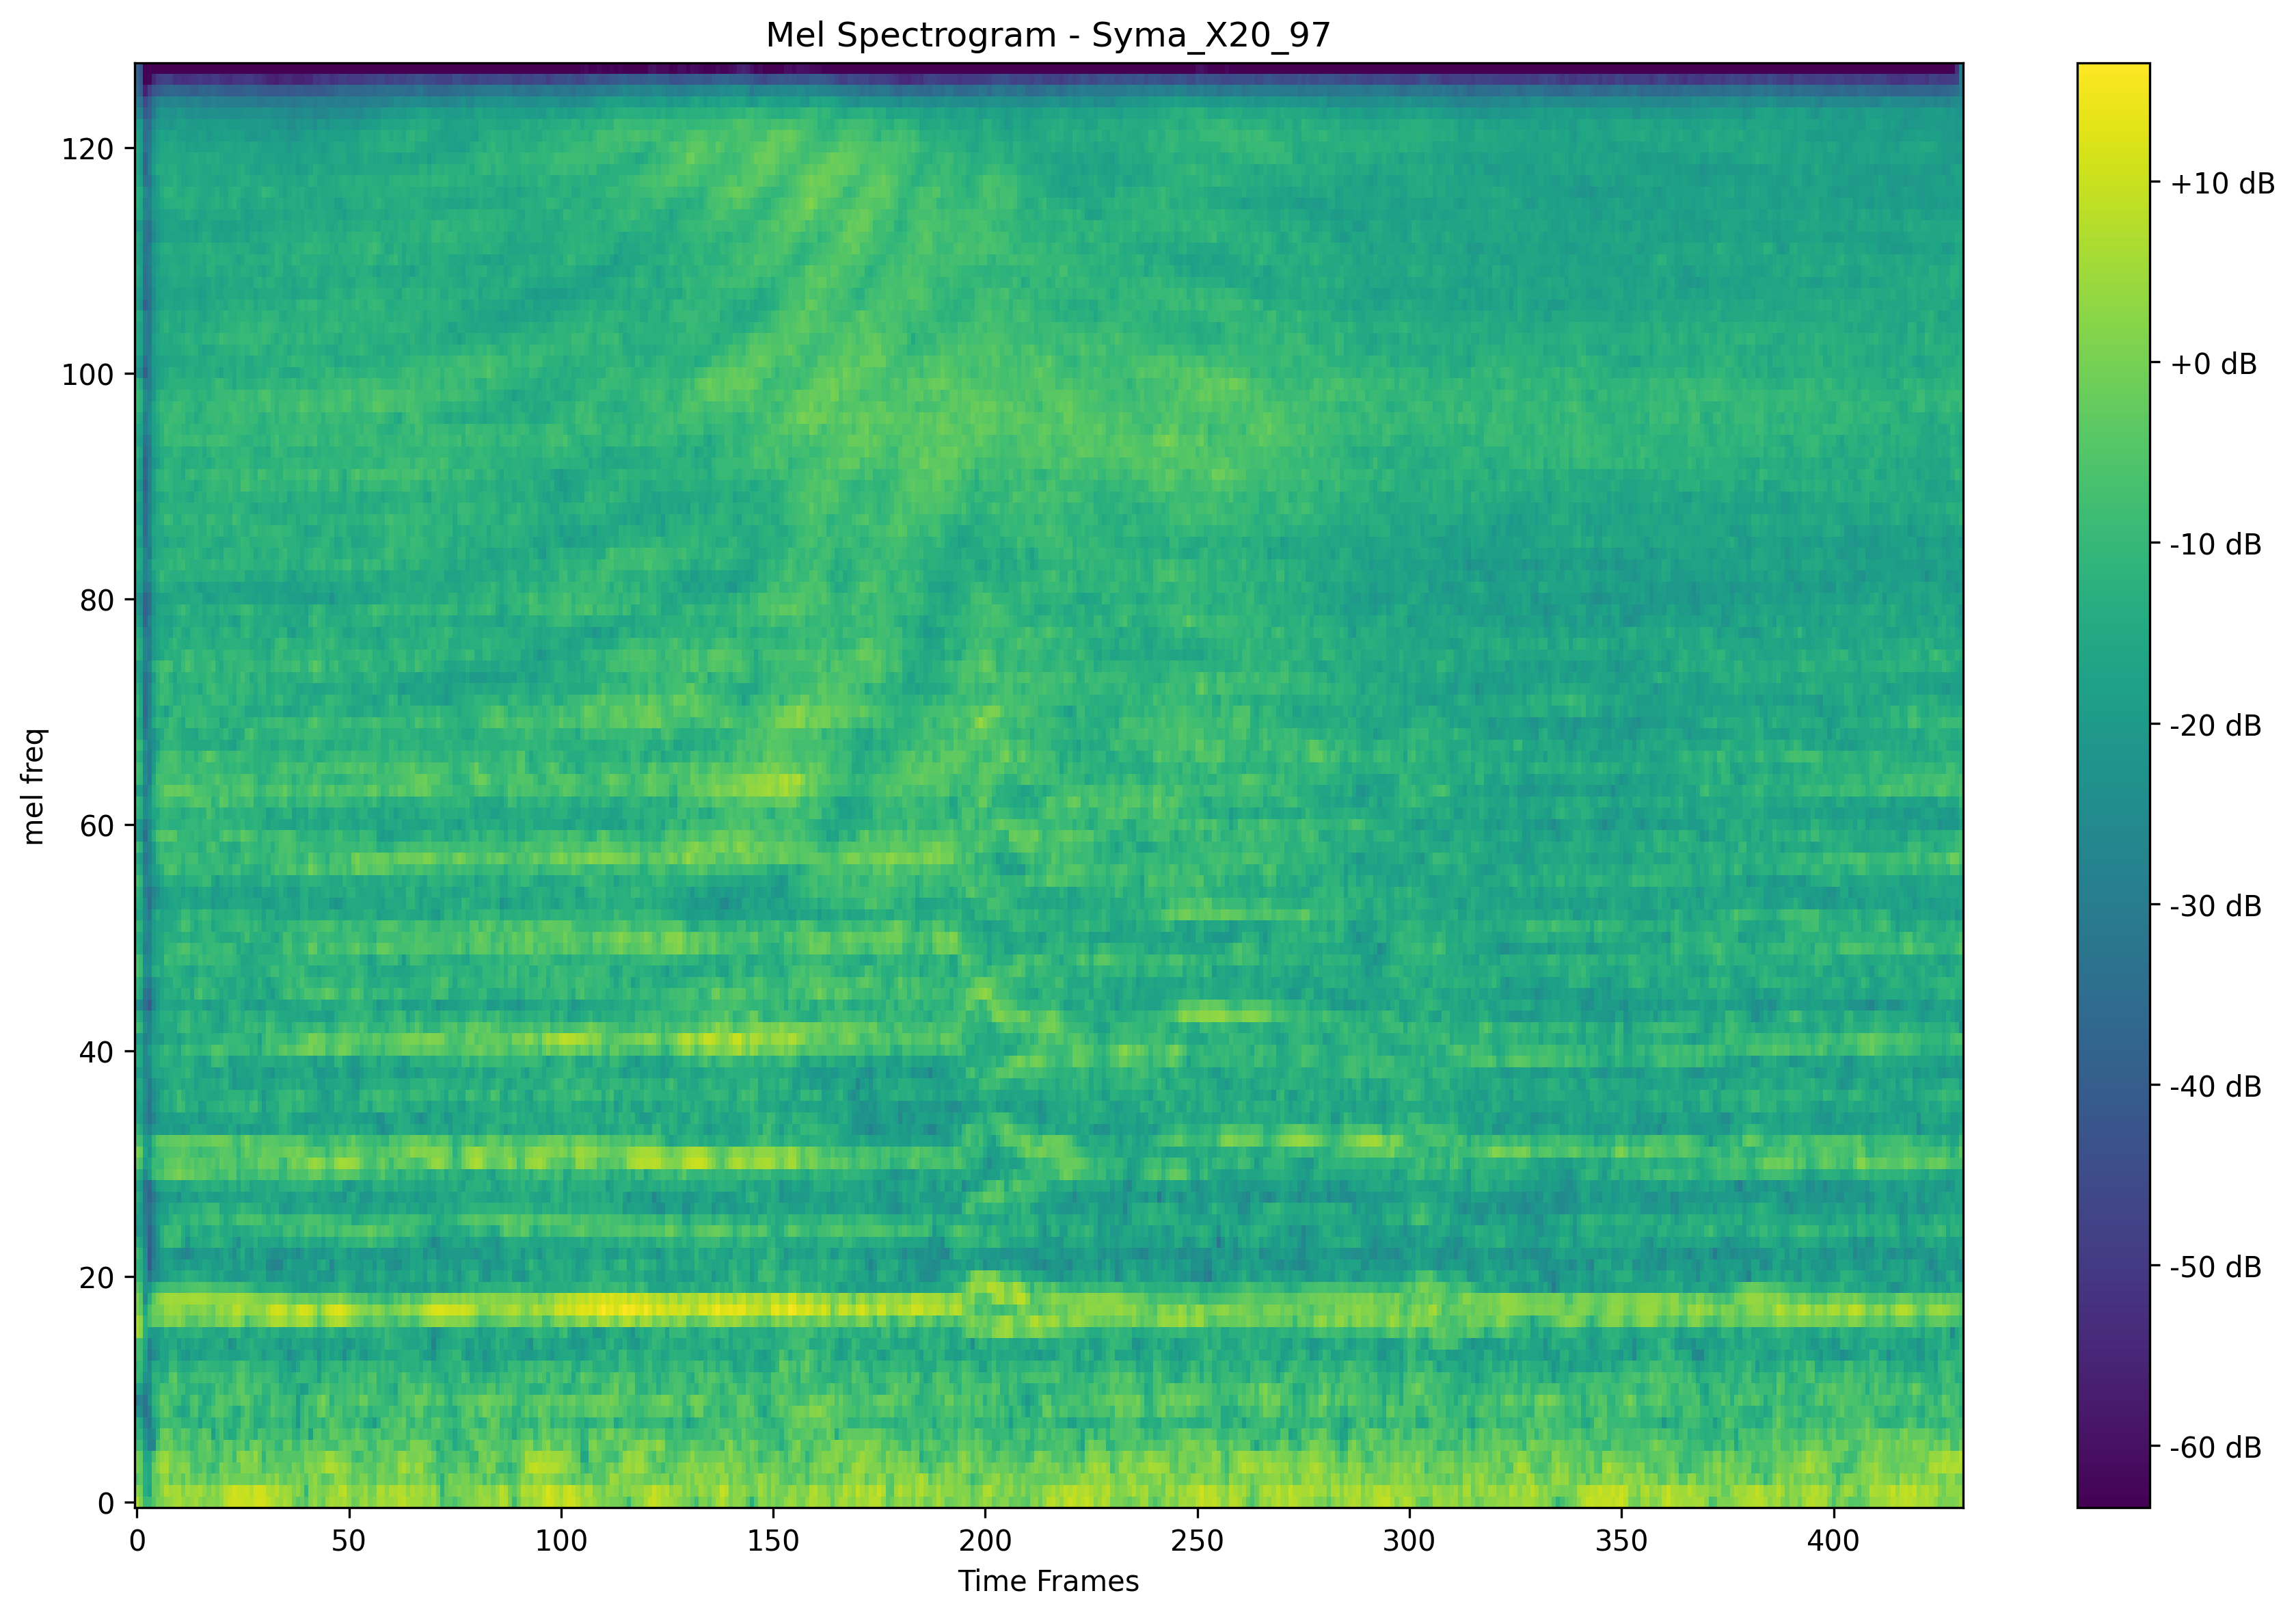 Mel Spectrogram - Syma_X20_97
120
100
80
60
40
20
0
mel freq
0 50 100 150 200 250 300 350 400
Time Frames
+10 dB
+0 dB
-10 dB
-20 dB
-30 dB
-40 dB
-50 dB
-60 dB